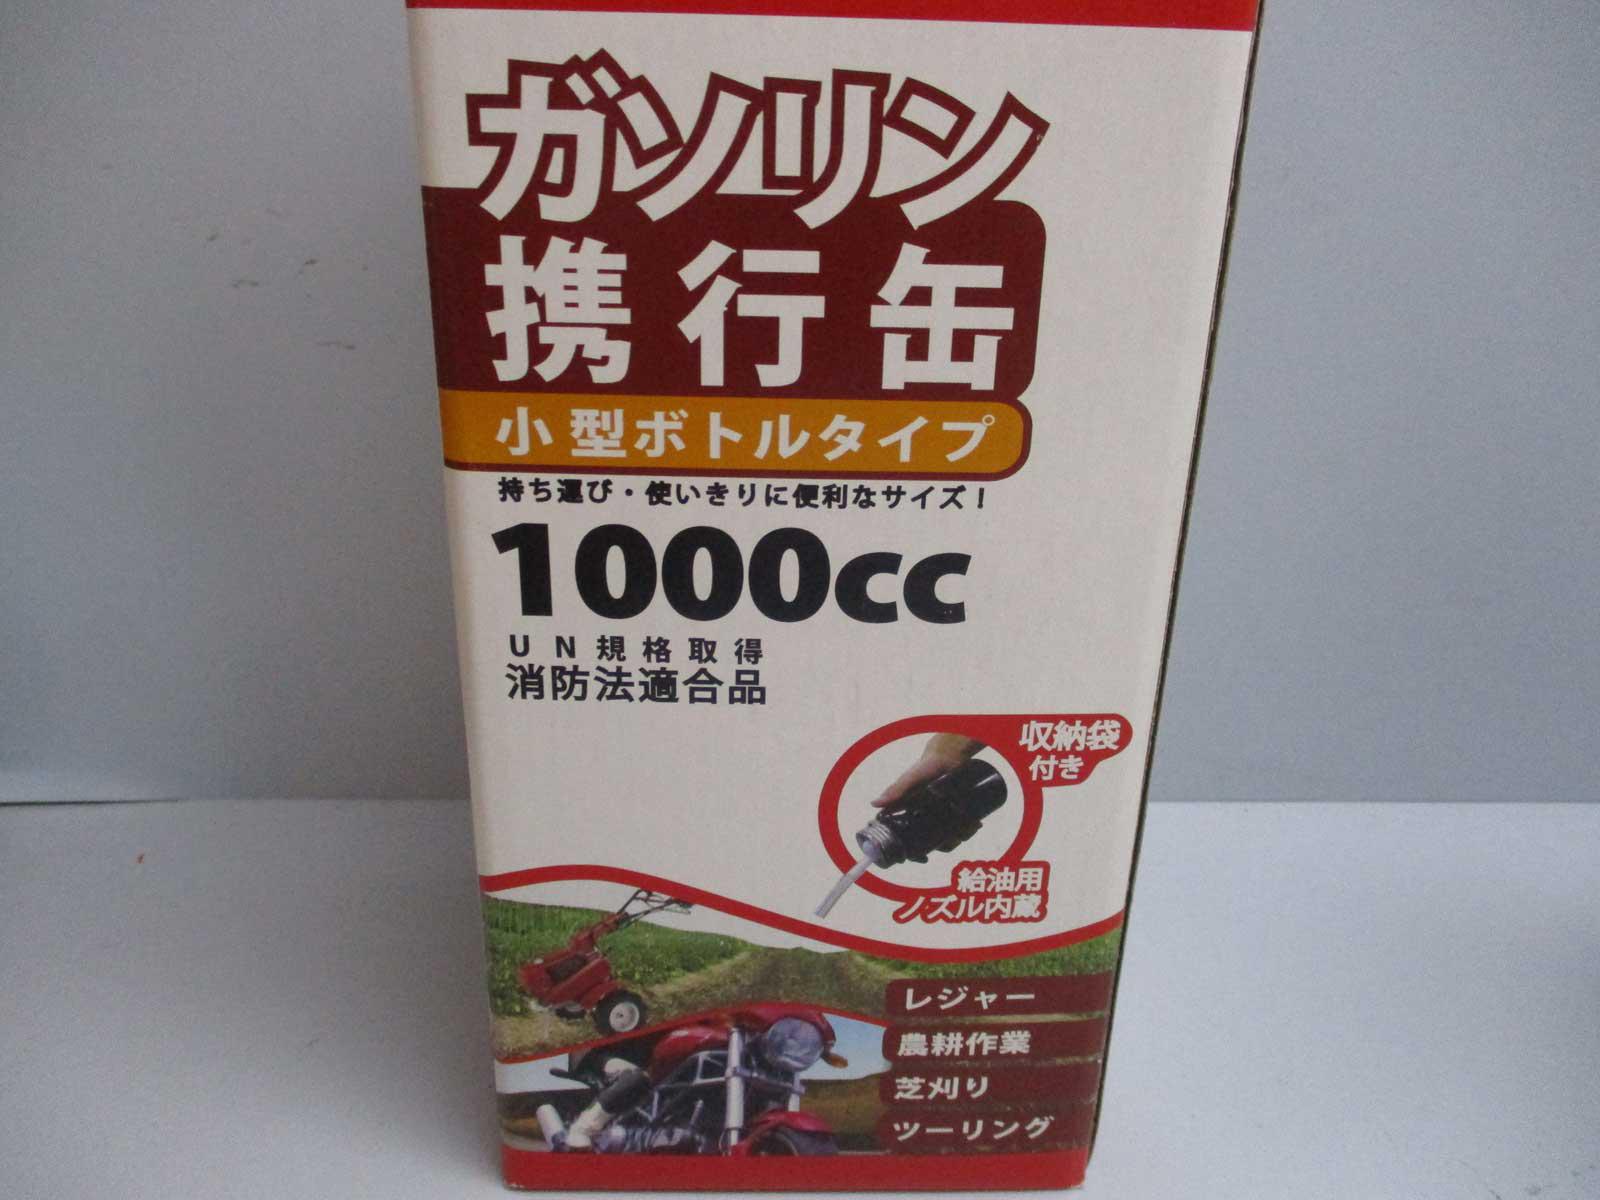 ガソリン
携行缶
小型ボトルタイプ
持ち運び・使いきりに便利なサイズ！
1000cc
UN規格取得
消防法適合品
収納袋
付き
給油用
ノズル内蔵
レジャー
農耕作業
芝刈り
ツーリング